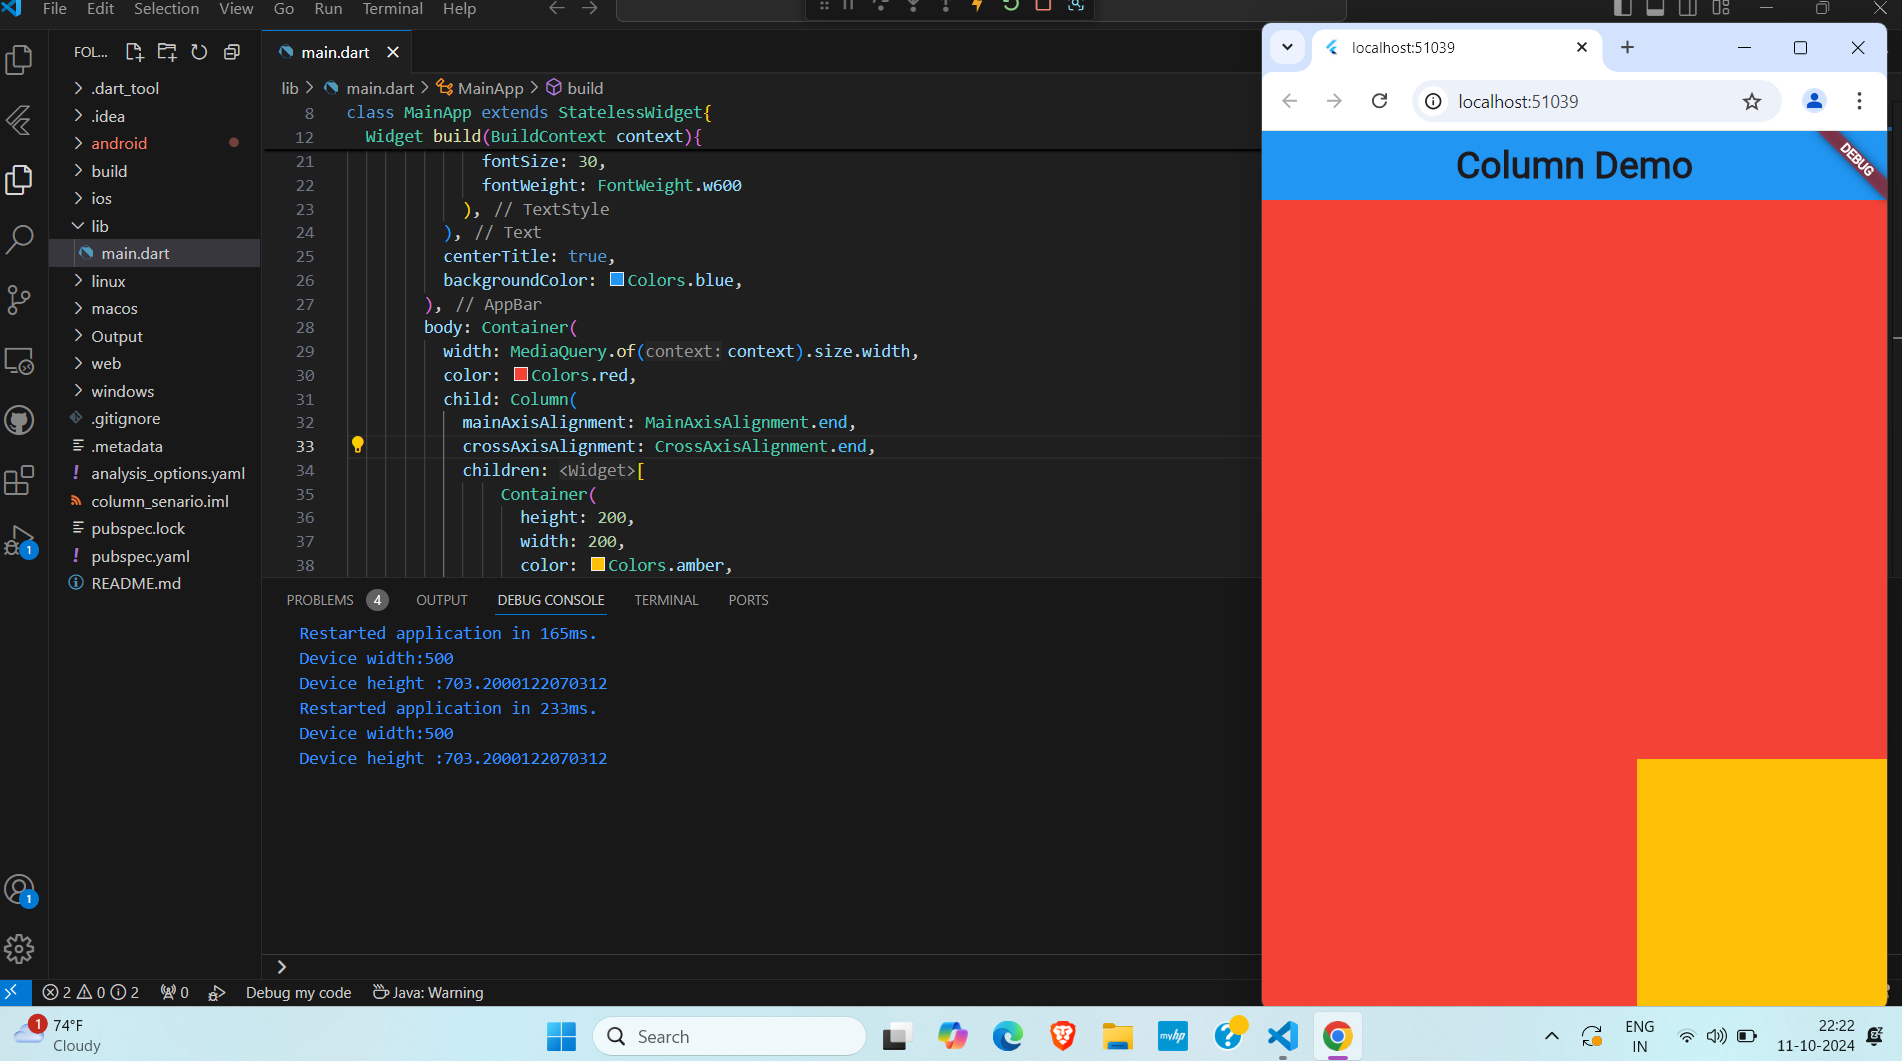 File Edit Selection View Go Run Terminal Help
FOL...
main.dart
lib > main.dart > MainApp > build
.dart_tool
.idea
android
build
ios
lib
main.dart
linux
macos
Output
web
windows
.gitignore
.metadata
analysis_options.yaml
column_senario.iml
pubspec.lock
pubspec.yaml
README.md
8 class MainApp extends StatelessWidget{
12 Widget build(BuildContext context){
21 fontSize: 30,
22 fontWeight: FontWeight.w600
23 ), // TextStyle
24 ), // Text
25 centerTitle: true,
26 backgroundColor: Colors.blue,
27 ), // AppBar
28 body: Container(
29 width: MediaQuery.of(context: context).size.width,
30 color: Colors.red,
31 child: Column(
32 mainAxisAlignment: MainAxisAlignment.end,
33 crossAxisAlignment: CrossAxisAlignment.end,
34 children: <Widget>[
35 Container(
36 height: 200,
37 width: 200,
38 color: Colors.amber,
PROBLEMS 4 OUTPUT DEBUG CONSOLE TERMINAL PORTS
Restarted application in 165ms.
Device width:500
Device height :703.2000122070312
Restarted application in 233ms.
Device width:500
Device height :703.2000122070312
1
1
2 0 2 0 Debug my code Java: Warning
localhost:51039
localhost:51039
Column Demo
DEBUG
1
74°F
Cloudy
Search
myhp
ENG
IN
22:22
11-10-2024